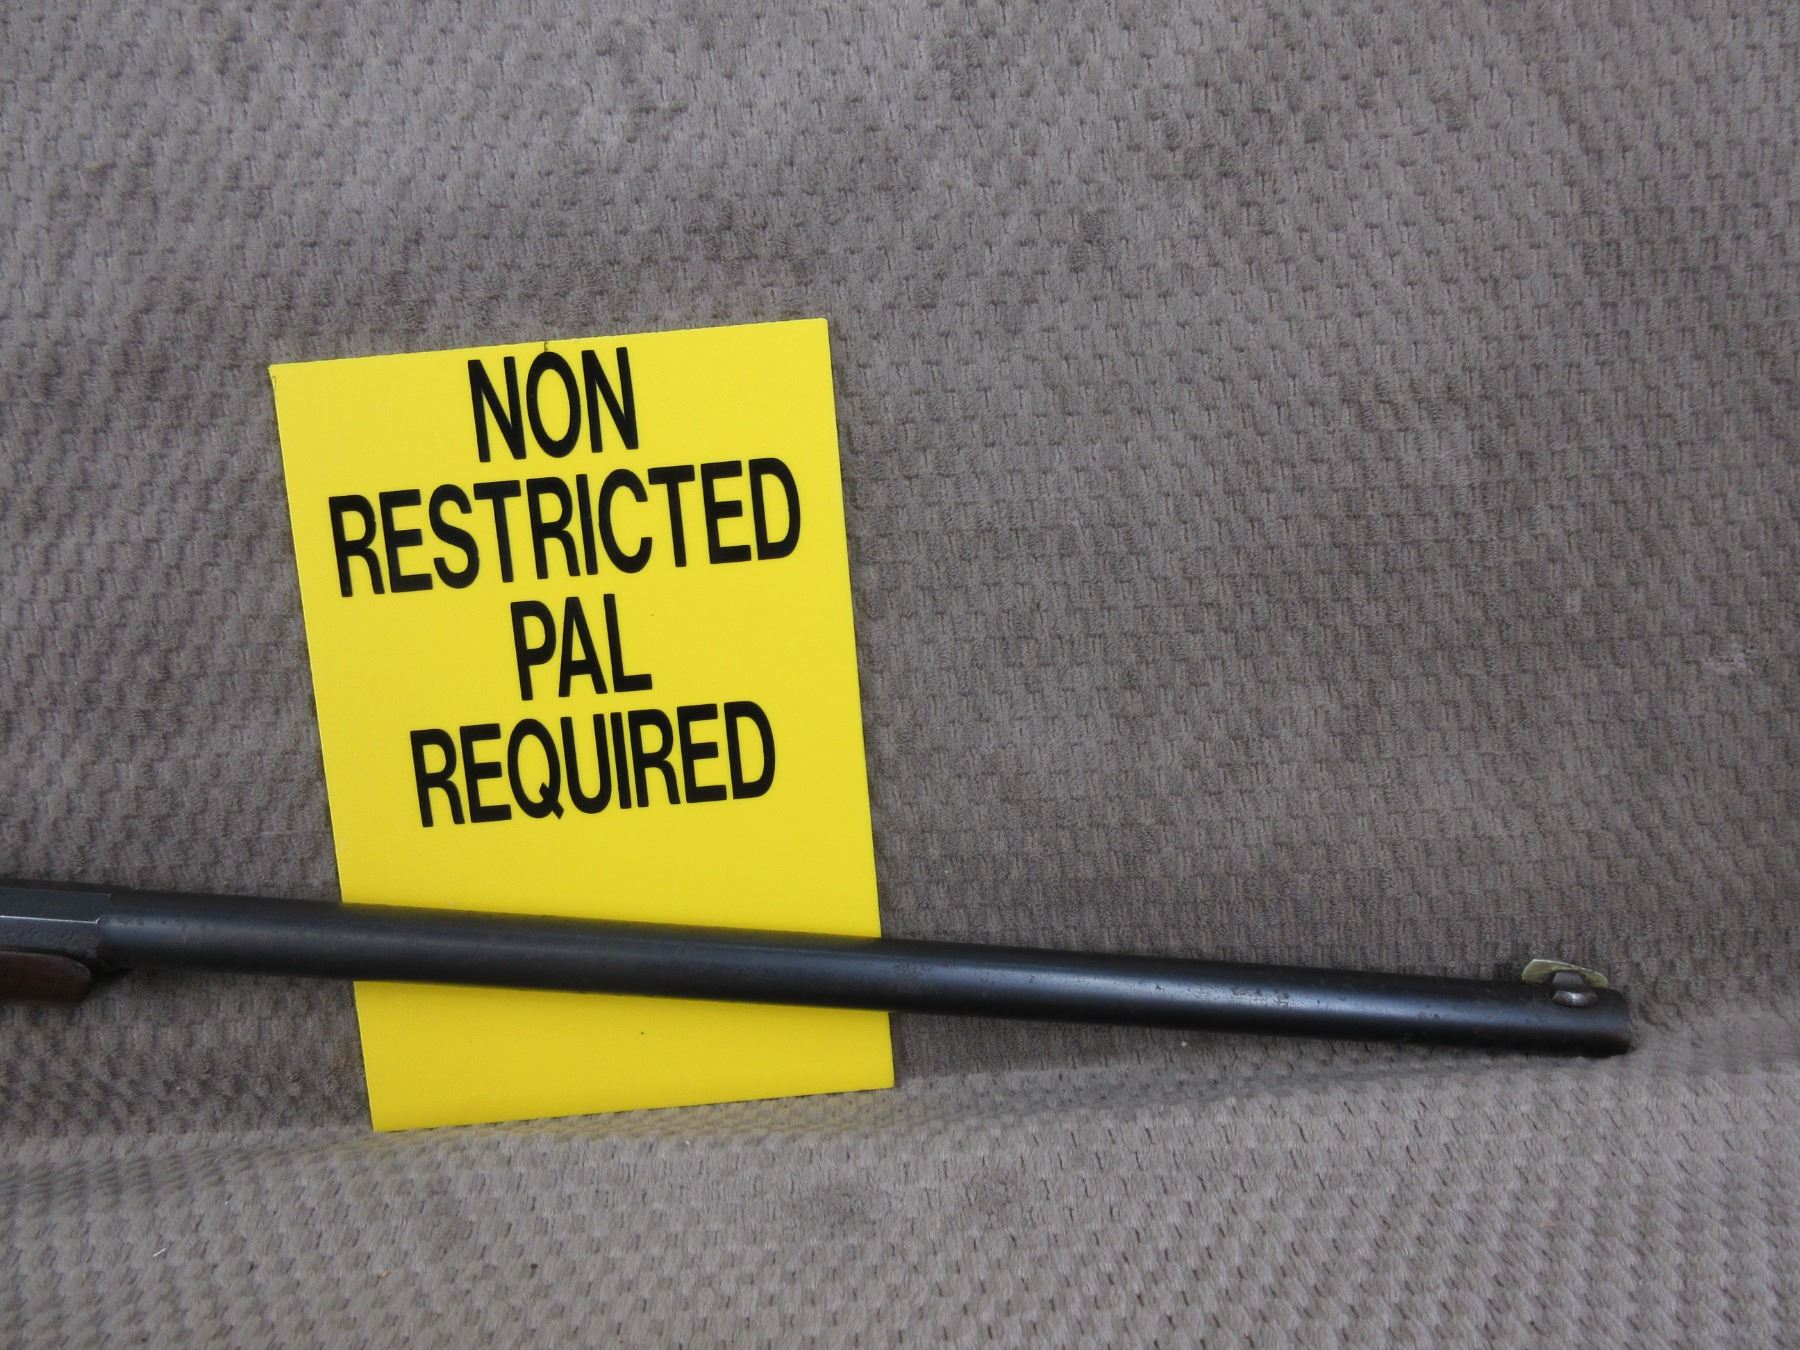 NON
RESTRICTED
PAL
REQUIRED